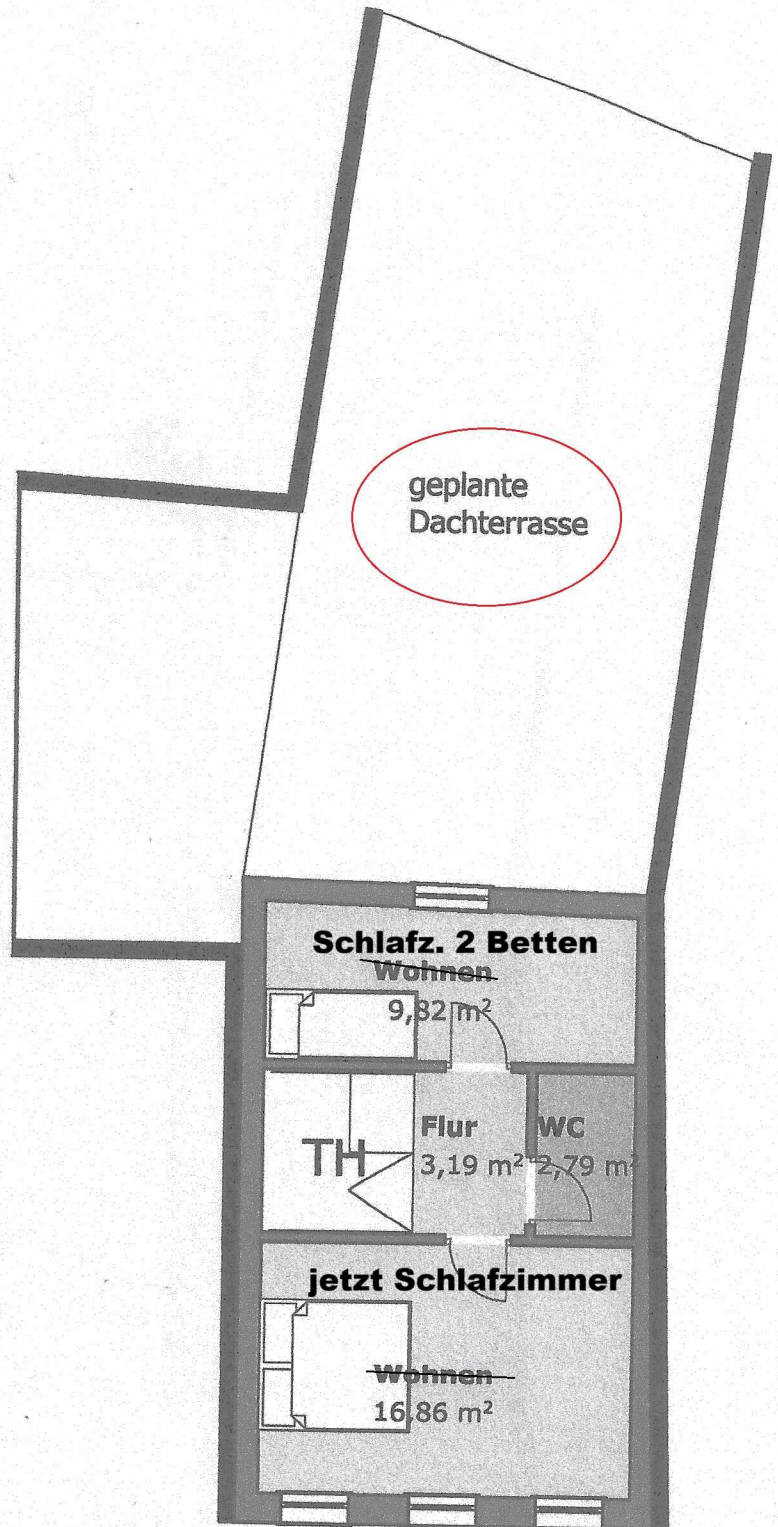 geplante
Dachterrasse
Schlafz. 2 Betten
Wohnen
9,82 m²
TH
Flur
3,19 m²
WC
2,79 m²
jetzt Schlafzimmer
Wohnen
16,86 m²